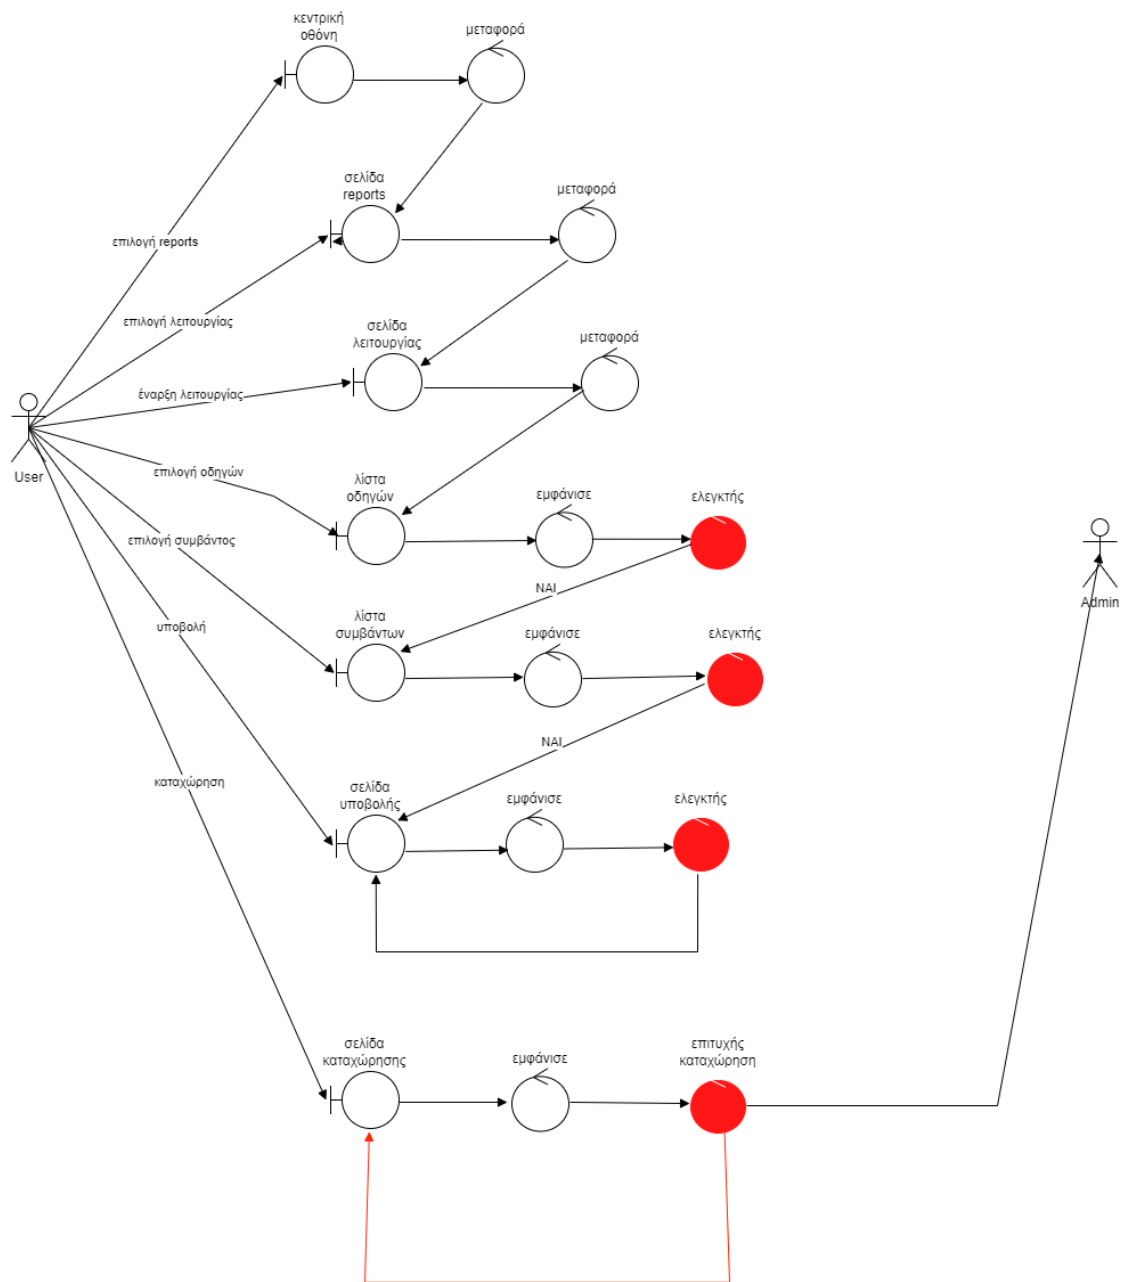 κεντρική
οθόνη
μεταφορά
σελίδα
reports
μεταφορά
επιλογή reports
επιλογή λειτουργίας
σελίδα
λειτουργίας
μεταφορά
έναρξη λειτουργίας
User
επιλογή οδηγών
λίστα
οδηγών
εμφάνισε
ελεγκτής
επιλογή συμβάντος
ΝΑΙ
Admin
υποβολή
λίστα
συμβάντων
εμφάνισε
ελεγκτής
ΝΑΙ
καταχώρηση
σελίδα
υποβολής
εμφάνισε
ελεγκτής
σελίδα
καταχώρησης
εμφάνισε
επιτυχής
καταχώρηση